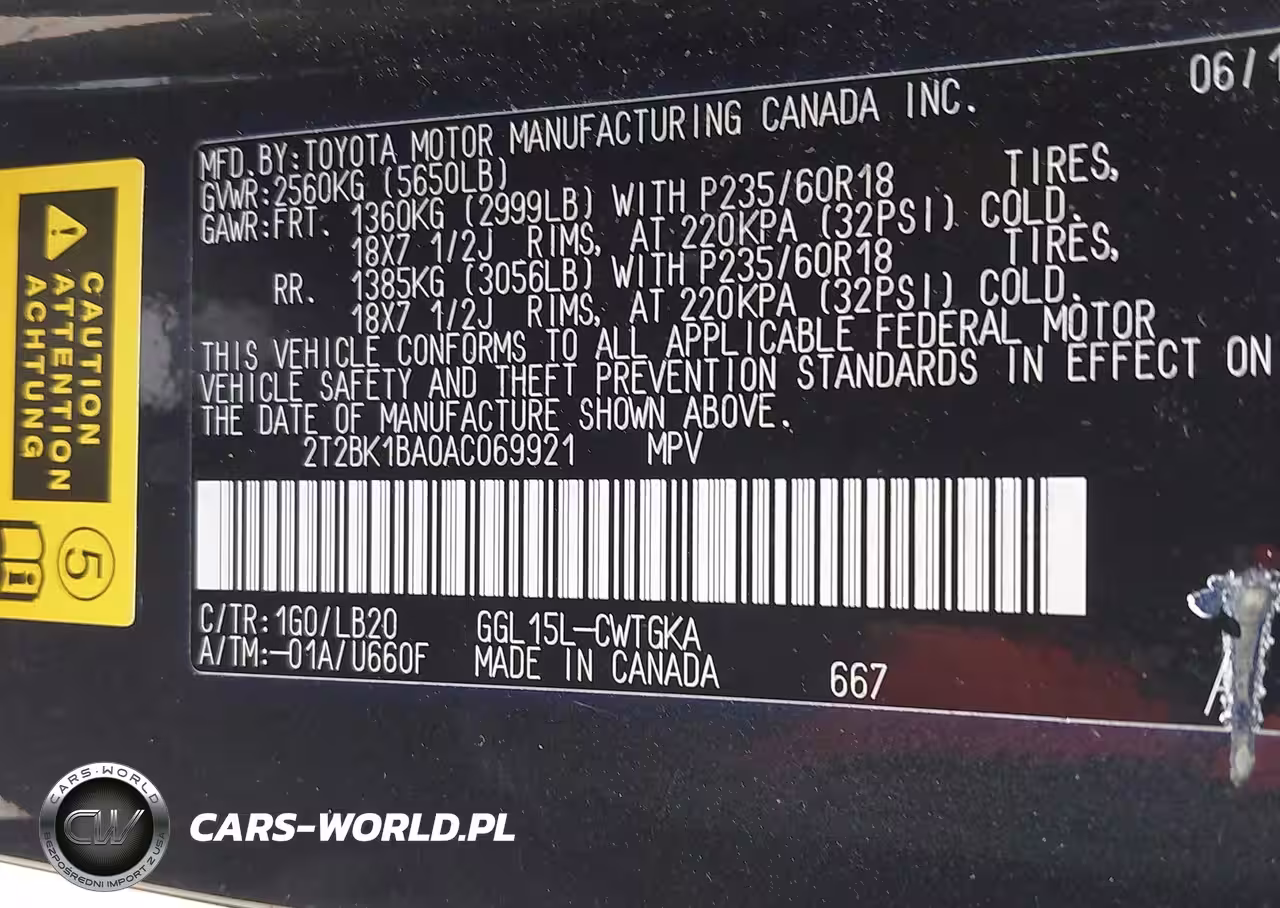 06/1
MFD.BY:TOYOTA MOTOR MANUFACTURING CANADA INC.
GVWR:2560KG (5650LB)
GAWR:FRT. 1360KG (2999LB) WITH P235/60R18 TIRES,
18X7 1/2J RIMS, AT 220KPA (32PSI) COLD.
RR. 1385KG (3056LB) WITH P235/60R18 TIRES,
18X7 1/2J RIMS, AT 220KPA (32PSI) COLD.
THIS VEHICLE CONFORMS TO ALL APPLICABLE FEDERAL MOTOR
VEHICLE SAFETY AND THEFT PREVENTION STANDARDS IN EFFECT ON
THE DATE OF MANUFACTURE SHOWN ABOVE.
2T2BK1BA0AC069921 MPV
C/TR:1G0/LB20 GGL15L-CWTGKA
A/TM:-01A/U660F MADE IN CANADA 667
CAUTION
ATTENTION
ACHTUNG
5
CARS-WORLD
CW
BEZPOŚREDNI IMPORT Z USA
CARS-WORLD.PL